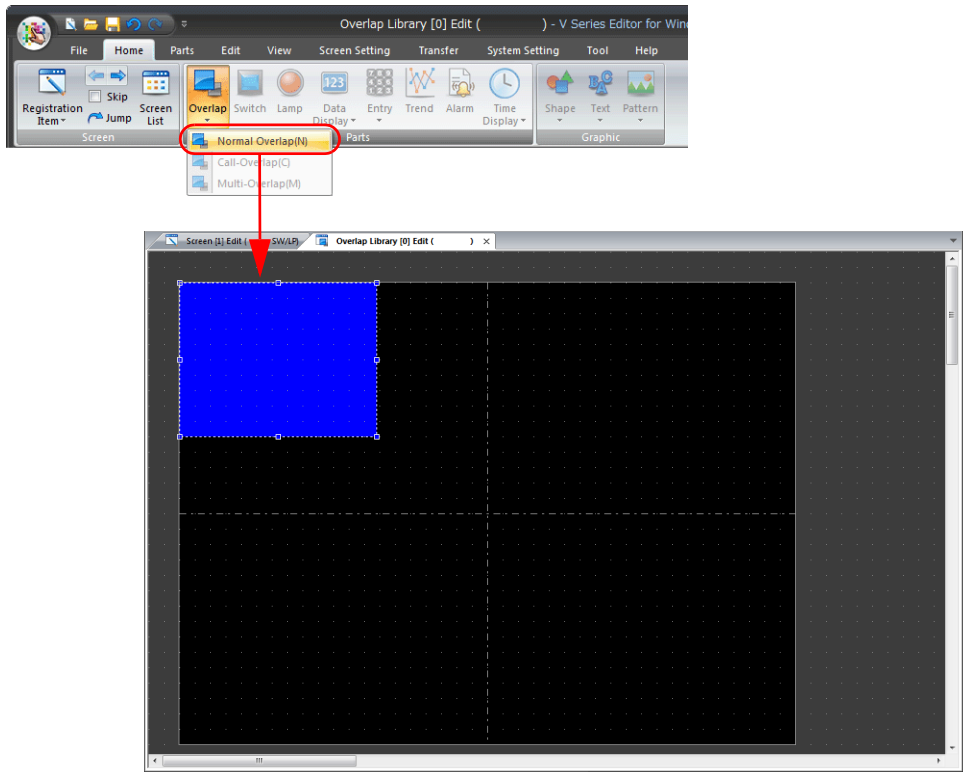 Overlap Library [0] Edit ( ) - V Series Editor for Win
File Home Parts Edit View Screen Setting Transfer System Setting Tool Help
Skip
Jump
Registration Item
Screen List
Overlap Switch Lamp
123
Data Display
Entry Trend Alarm
Time Display
Shape Text Pattern
Screen Parts Graphic
Normal Overlap(N)
Call-Overlap(C)
Multi-Overlap(M)
Screen [1] Edit ( SW/LP) Overlap Library [0] Edit ( ) ×